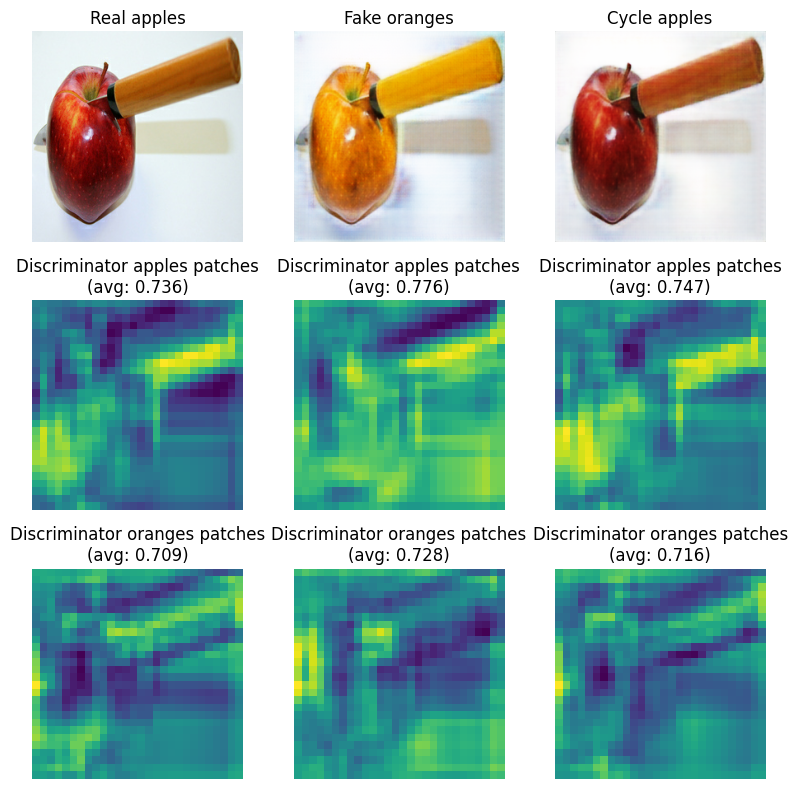 Real apples
Fake oranges
Cycle apples
Discriminator apples patches
(avg: 0.736)
Discriminator apples patches
(avg: 0.776)
Discriminator apples patches
(avg: 0.747)
Discriminator oranges patches
(avg: 0.709)
Discriminator oranges patches
(avg: 0.728)
Discriminator oranges patches
(avg: 0.716)